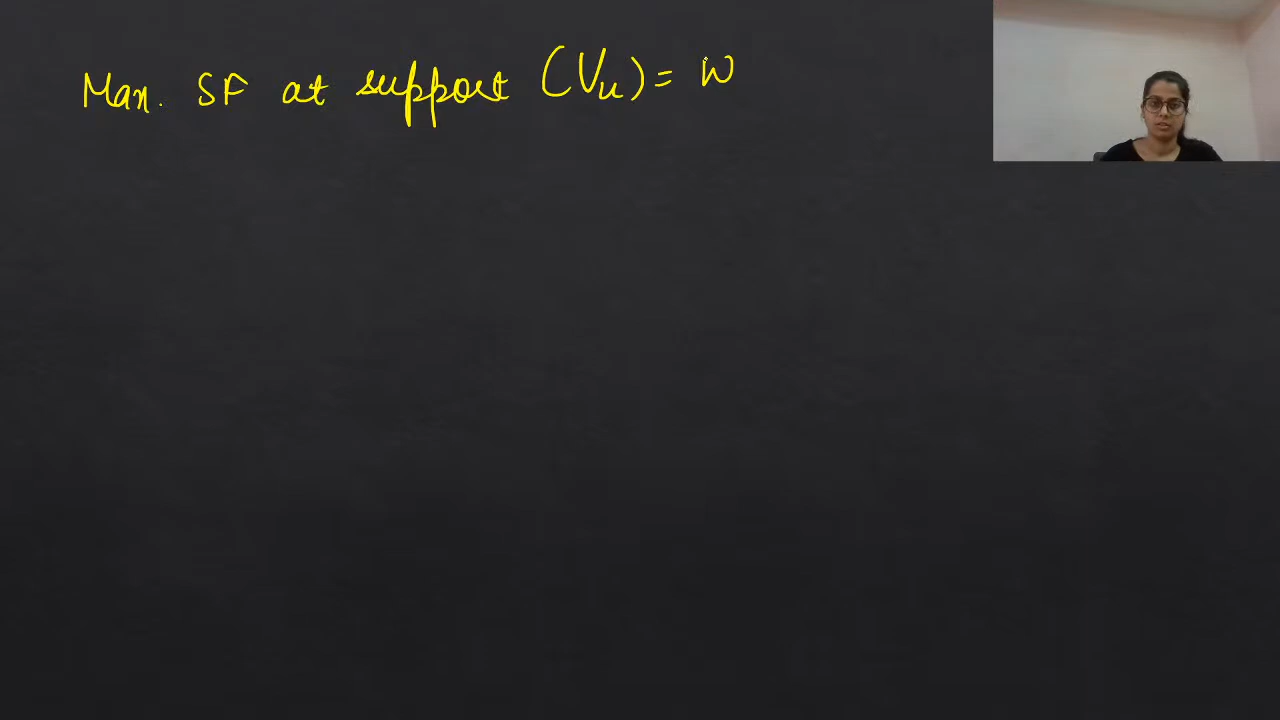 Max. SF at support (Vu) = w